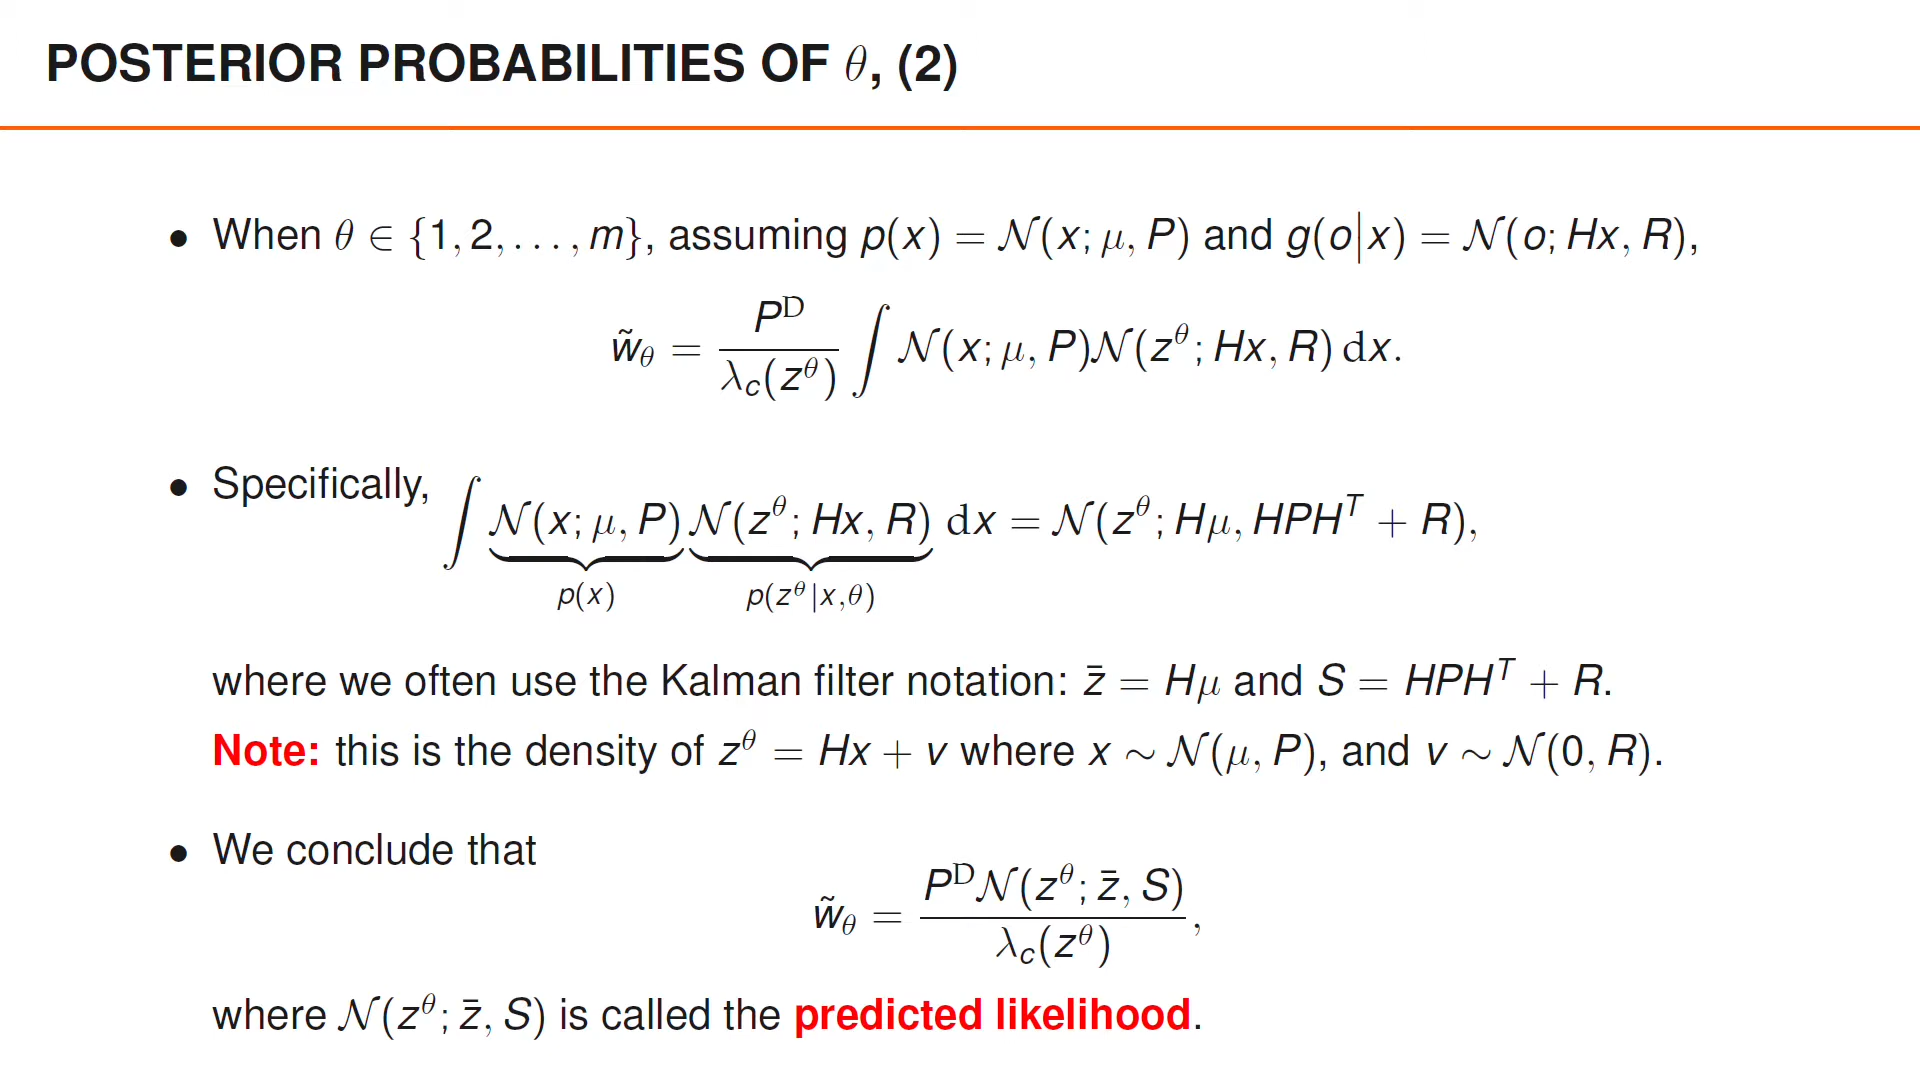 POSTERIOR PROBABILITIES OF θ, (2)
• When θ ∈ {1, 2, . . . , m}, assuming p(x) = 𝒩(x; μ, P) and g(o|x) = 𝒩(o; Hx, R),
w̃_θ = P^D / λ_c(z^θ) ∫ 𝒩(x; μ, P)𝒩(z^θ; Hx, R) dx.
• Specifically, ∫ 𝒩(x; μ, P) 𝒩(z^θ; Hx, R) dx = 𝒩(z^θ; Hμ, HPH^T + R),
p(x) p(z^θ|x,θ)
where we often use the Kalman filter notation: z̄ = Hμ and S = HPH^T + R.
Note: this is the density of z^θ = Hx + v where x ∼ 𝒩(μ, P), and v ∼ 𝒩(0, R).
• We conclude that
w̃_θ = P^D 𝒩(z^θ; z̄, S) / λ_c(z^θ),
where 𝒩(z^θ; z̄, S) is called the predicted likelihood.